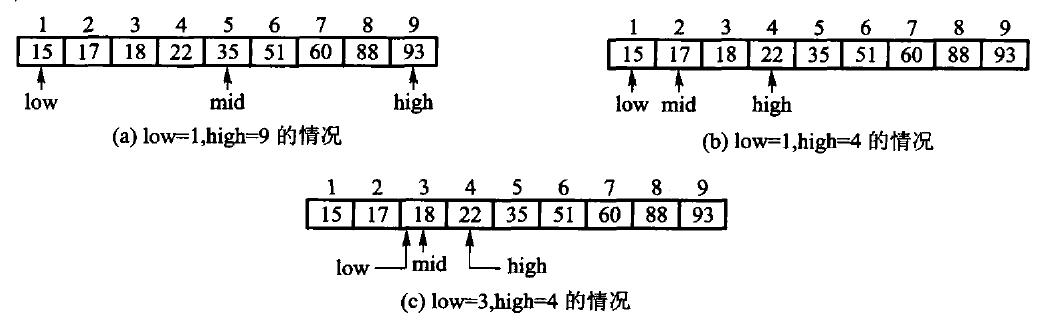 1 2 3 4 5 6 7 8 9
15 17 18 22 35 51 60 88 93
low mid high
(a) low=1,high=9 的情况
1 2 3 4 5 6 7 8 9
15 17 18 22 35 51 60 88 93
low mid high
(b) low=1,high=4 的情况
1 2 3 4 5 6 7 8 9
15 17 18 22 35 51 60 88 93
low mid high
(c) low=3,high=4 的情况